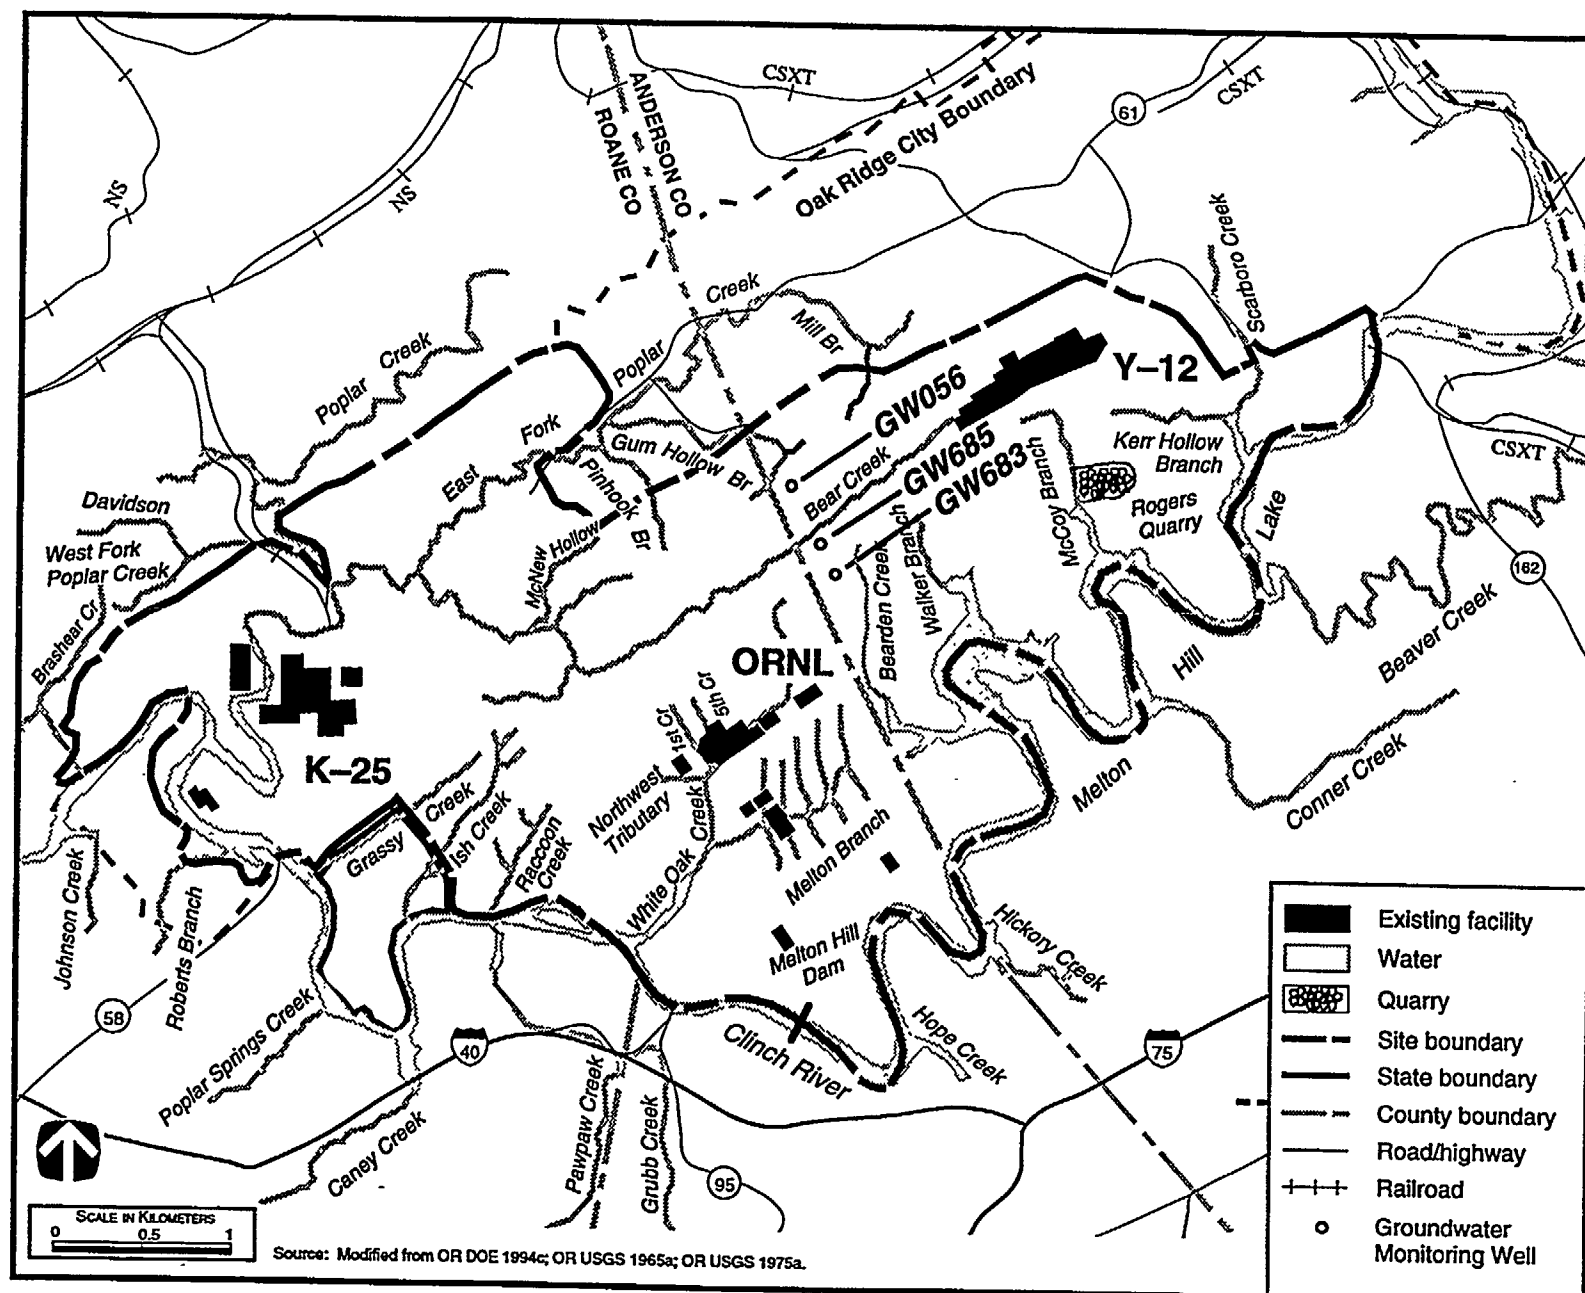 CSXT
CSXT
61
ANDERSON CO
ROANE CO
Oak Ridge City Boundary
NS
NS
Scarboro Creek
Poplar Creek
Creek
Mill Br
Poplar
Fork
East
Y–12
GW056
GW685
GW683
Gum Hollow
Br
Pinhook
Br
Bear Creek
Kerr Hollow
Branch
McCoy Branch
Rogers
Quarry
CSXT
Davidson
West Fork
Poplar Creek
Brashear Cr
McNew
Hollow
Bearden Creek
Walker Branch
Lake
162
Beaver Creek
Hill
Melton
Conner Creek
ORNL
1st Cr
5th Cr
K–25
Northwest
Tributary
Grassy
Creek
Ish Creek
Raccoon
Creek
White Oak
Creek
Melton Branch
Johnson Creek
Roberts Branch
Melton Hill
Dam
Hickory Creek
58
Poplar Springs Creek
40
Clinch River
Hope Creek
75
Caney Creek
Pawpaw Creek
Grubb Creek
95
Existing facility
Water
Quarry
Site boundary
State boundary
County boundary
Road/highway
Railroad
Groundwater
Monitoring Well
SCALE IN KILOMETERS
0 0.5 1
Source: Modified from OR DOE 1994c; OR USGS 1965a; OR USGS 1975a.